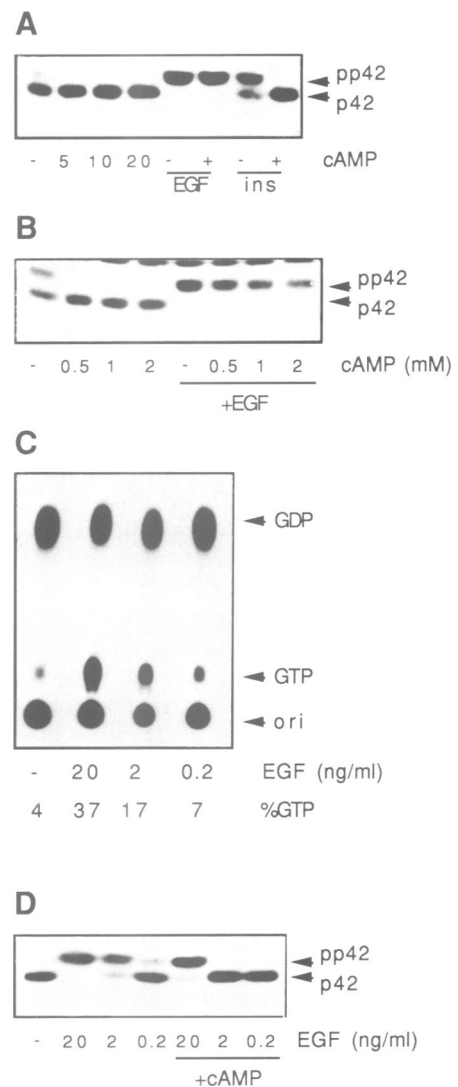 A
pp42
p42
- 5 10 20 - + - + cAMP
EGF ins
B
pp42
p42
- 0.5 1 2 - 0.5 1 2 cAMP (mM)
+EGF
C
GDP
GTP
ori
- 20 2 0.2 EGF (ng/ml)
4 37 17 7 %GTP
D
pp42
p42
- 20 2 0.2 20 2 0.2 EGF (ng/ml)
+cAMP